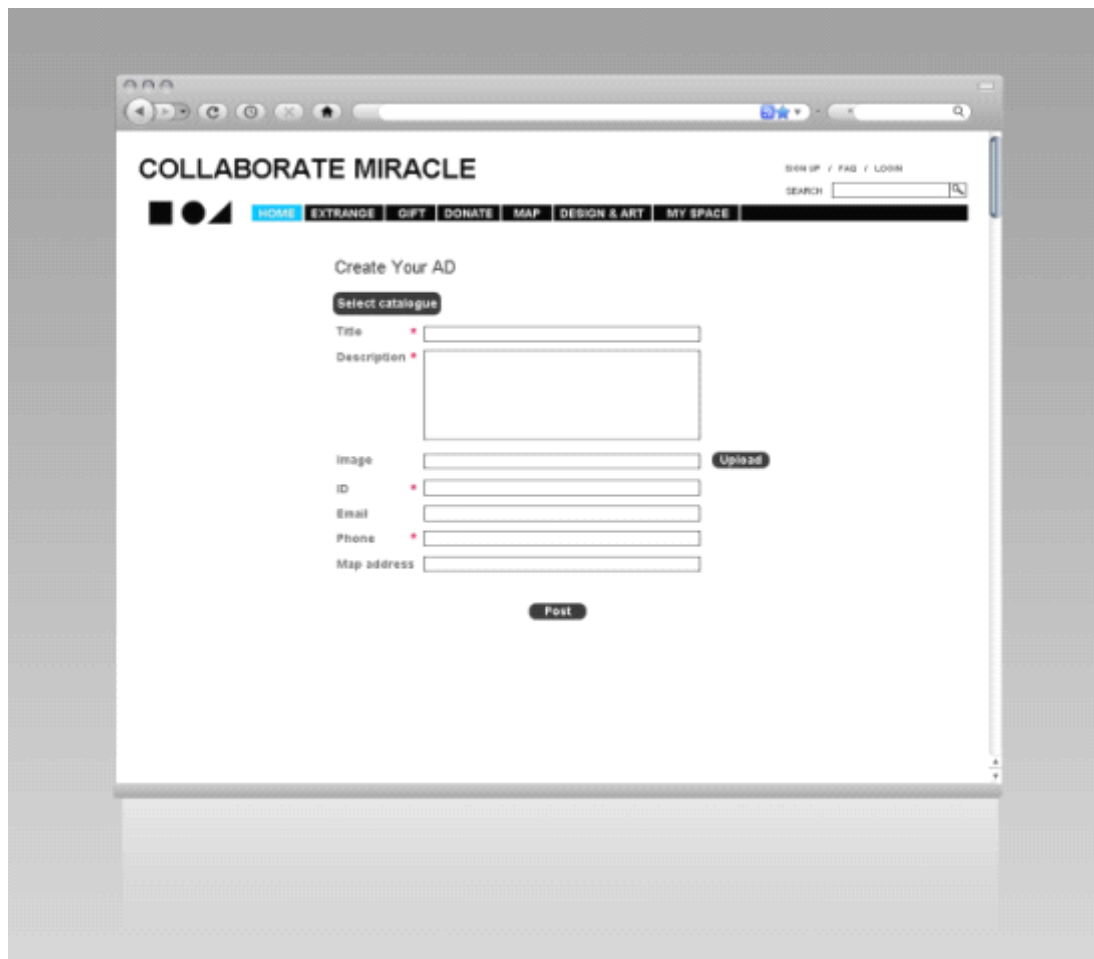 COLLABORATE MIRACLE
SIGN UP / FAQ / LOGIN
SEARCH
HOME EXTRANGE GIFT DONATE MAP DESIGN & ART MY SPACE
Create Your AD
Select catalogue
Title *
Description *
Image Upload
ID *
Email
Phone *
Map address
Post